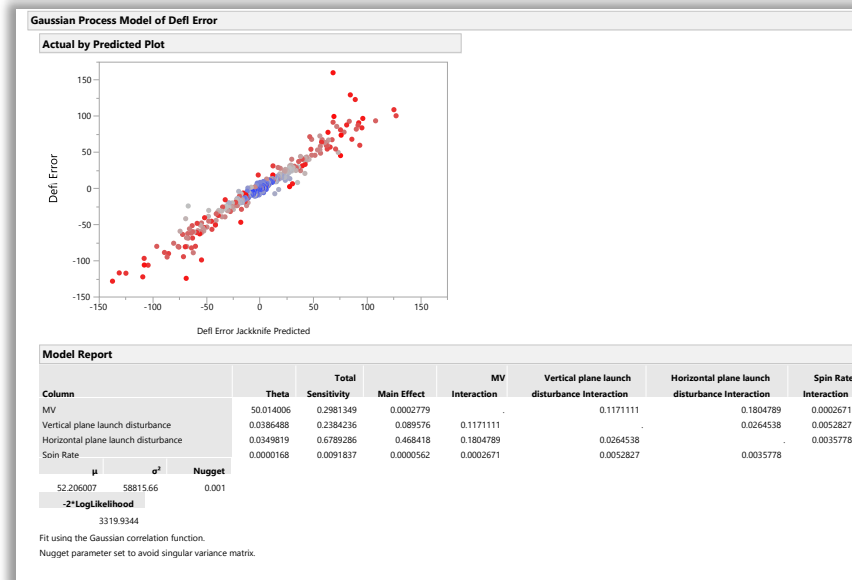 Gaussian Process Model of Defl Error
Actual by Predicted Plot
150
100
50
0
-50
-100
-150
Defl Error
-150 -100 -50 0 50 100 150
Defl Error Jackknife Predicted
Model Report
Column Theta Total Sensitivity Main Effect MV Interaction Vertical plane launch disturbance Interaction Horizontal plane launch disturbance Interaction Spin Rate Interaction
MV 50.014006 0.2981349 0.0002779 . 0.1171111 0.1804789 0.0002671
Vertical plane launch disturbance 0.0386488 0.2384236 0.089576 0.1171111 . 0.0264538 0.0052827
Horizontal plane launch disturbance 0.0349819 0.6789286 0.468418 0.1804789 0.0264538 . 0.0035778
Spin Rate 0.0000168 0.0091837 0.0000562 0.0002671 0.0052827 0.0035778
μ σ² Nugget
52.206007 58815.66 0.001
-2*LogLikelihood
3319.9344
Fit using the Gaussian correlation function.
Nugget parameter set to avoid singular variance matrix.